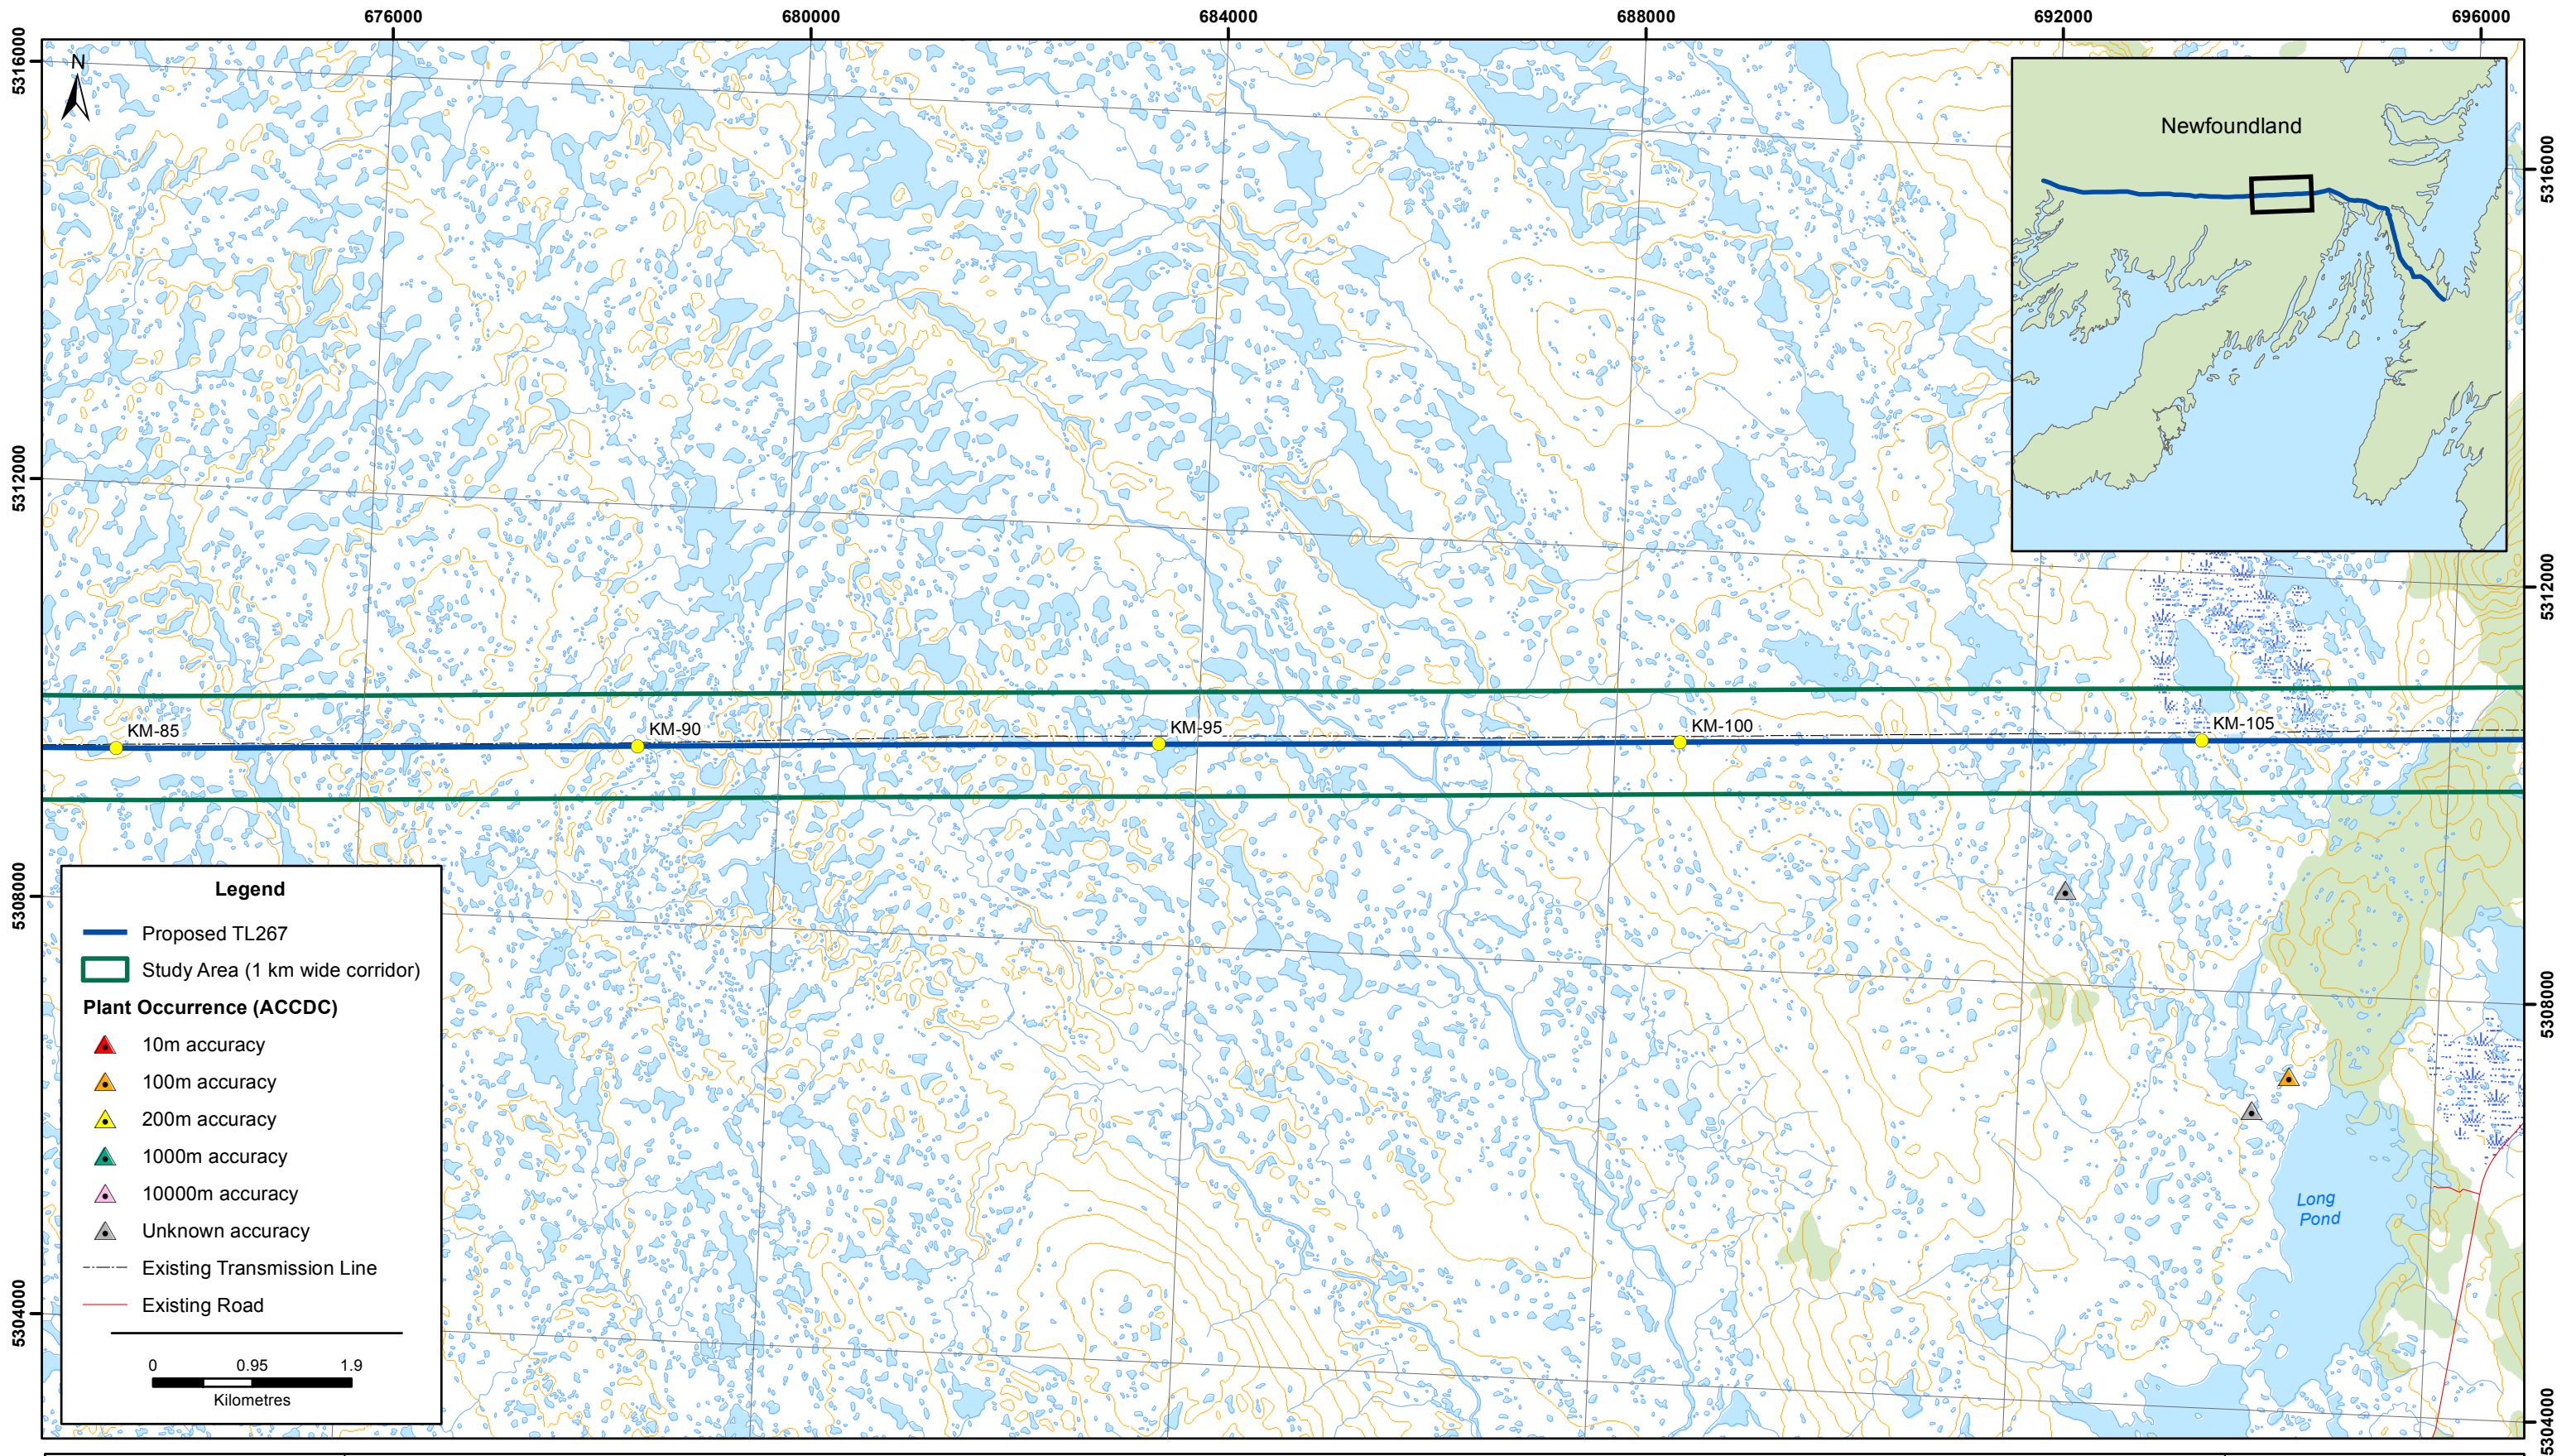 676000 680000 684000 688000 692000 696000
5316000
N
Newfoundland
5316000
5312000
5312000
KM-85
KM-90
KM-95
KM-100
KM-105
5308000
5308000
Legend
Proposed TL267
Study Area (1 km wide corridor)
Plant Occurrence (ACCDC)
10m accuracy
100m accuracy
200m accuracy
1000m accuracy
10000m accuracy
Unknown accuracy
Existing Transmission Line
Existing Road
0 0.95 1.9
Kilometres
Long
Pond
5304000
5304000